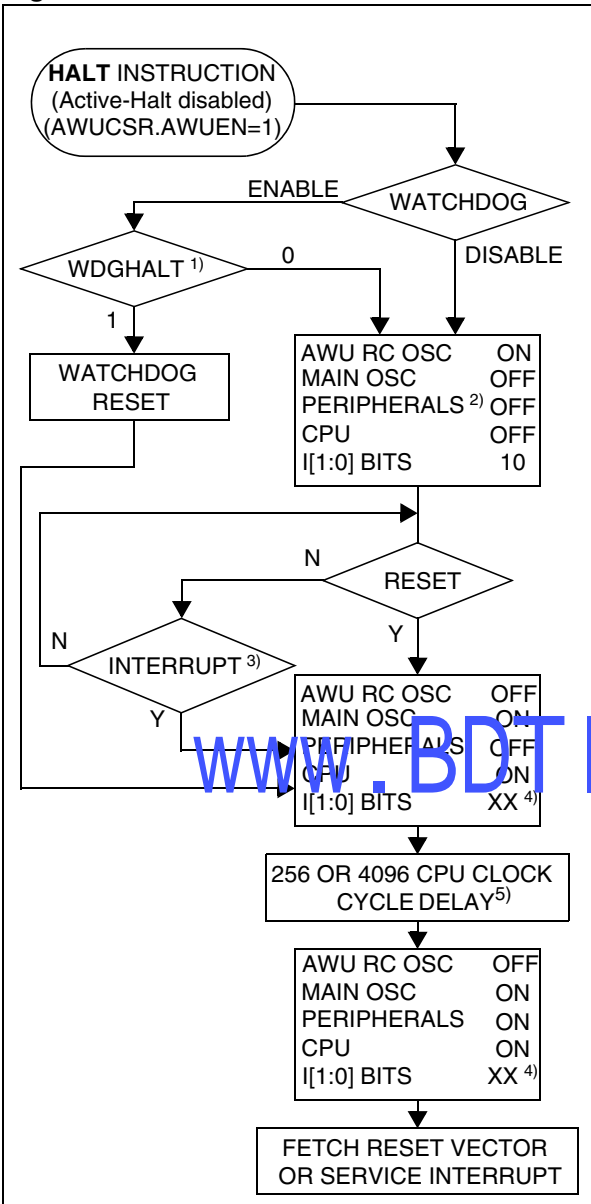 HALT INSTRUCTION
(Active-Halt disabled)
(AWUCSR.AWUEN=1)
ENABLE
WATCHDOG
WDGHALT 1)
0
DISABLE
1
WATCHDOG
RESET
AWU RC OSC ON
MAIN OSC OFF
PERIPHERALS 2) OFF
CPU OFF
I[1:0] BITS 10
N
RESET
Y
N
INTERRUPT 3)
Y
AWU RC OSC OFF
MAIN OSC ON
PERIPHERALS OFF
CPU ON
I[1:0] BITS XX 4)
www.BDT
256 OR 4096 CPU CLOCK
CYCLE DELAY5)
AWU RC OSC OFF
MAIN OSC ON
PERIPHERALS ON
CPU ON
I[1:0] BITS XX 4)
FETCH RESET VECTOR
OR SERVICE INTERRUPT